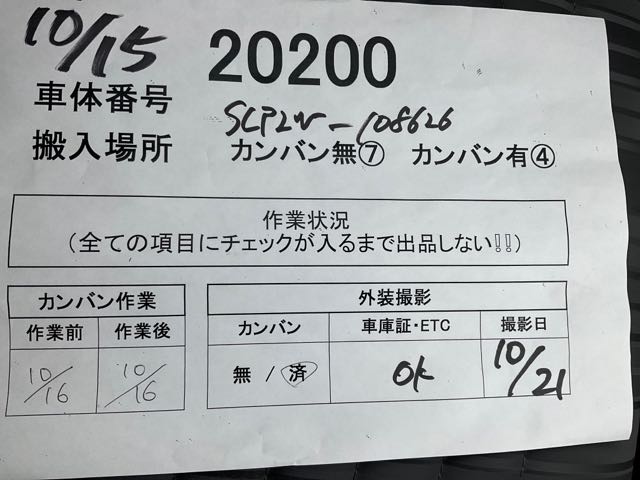 10/15
20200
車体番号 SCP2W-108626
搬入場所 カンバン無⑦ カンバン有④
作業状況
(全ての項目にチェックが入るまで出品しない!!)
カンバン作業
作業前 作業後
10/16 10/16
外装撮影
カンバン 車庫証・ETC 撮影日
無 / 済 OK 10/21